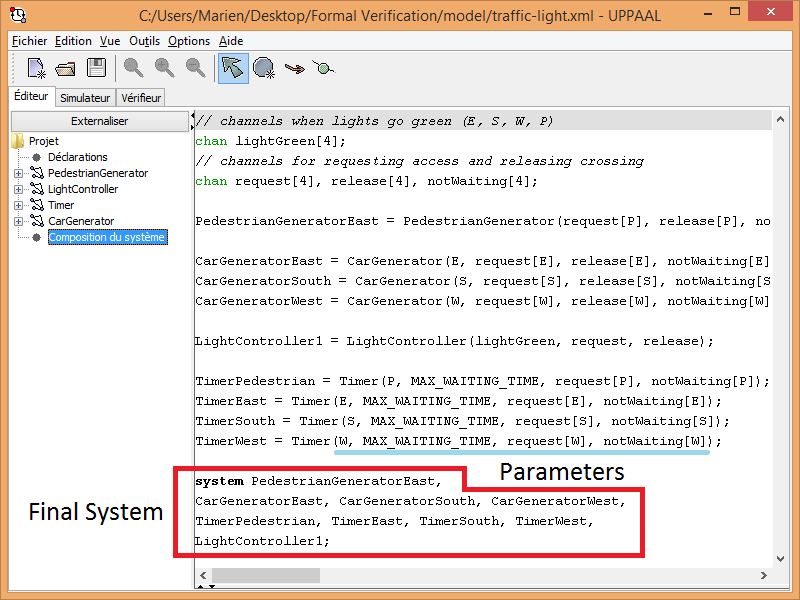 C:/Users/Marien/Desktop/Formal Verification/model/traffic-light.xml - UPPAAL
Fichier Edition Vue Outils Options Aide
Éditeur Simulateur Vérifieur
Externaliser
Projet
Déclarations
PedestrianGenerator
LightController
Timer
CarGenerator
Composition du système
// channels when lights go green (E, S, W, P)
chan lightGreen[4];
// channels for requesting access and releasing crossing
chan request[4], release[4], notWaiting[4];
PedestrianGeneratorEast = PedestrianGenerator(request[P], release[P], no
CarGeneratorEast = CarGenerator(E, request[E], release[E], notWaiting[E]
CarGeneratorSouth = CarGenerator(S, request[S], release[S], notWaiting[S
CarGeneratorWest = CarGenerator(W, request[W], release[W], notWaiting[W]
LightController1 = LightController(lightGreen, request, release);
TimerPedestrian = Timer(P, MAX_WAITING_TIME, request[P], notWaiting[P]);
TimerEast = Timer(E, MAX_WAITING_TIME, request[E], notWaiting[E]);
TimerSouth = Timer(S, MAX_WAITING_TIME, request[S], notWaiting[S]);
TimerWest = Timer(W, MAX_WAITING_TIME, request[W], notWaiting[W]);
Parameters
Final System
system PedestrianGeneratorEast,
CarGeneratorEast, CarGeneratorSouth, CarGeneratorWest,
TimerPedestrian, TimerEast, TimerSouth, TimerWest,
LightController1;